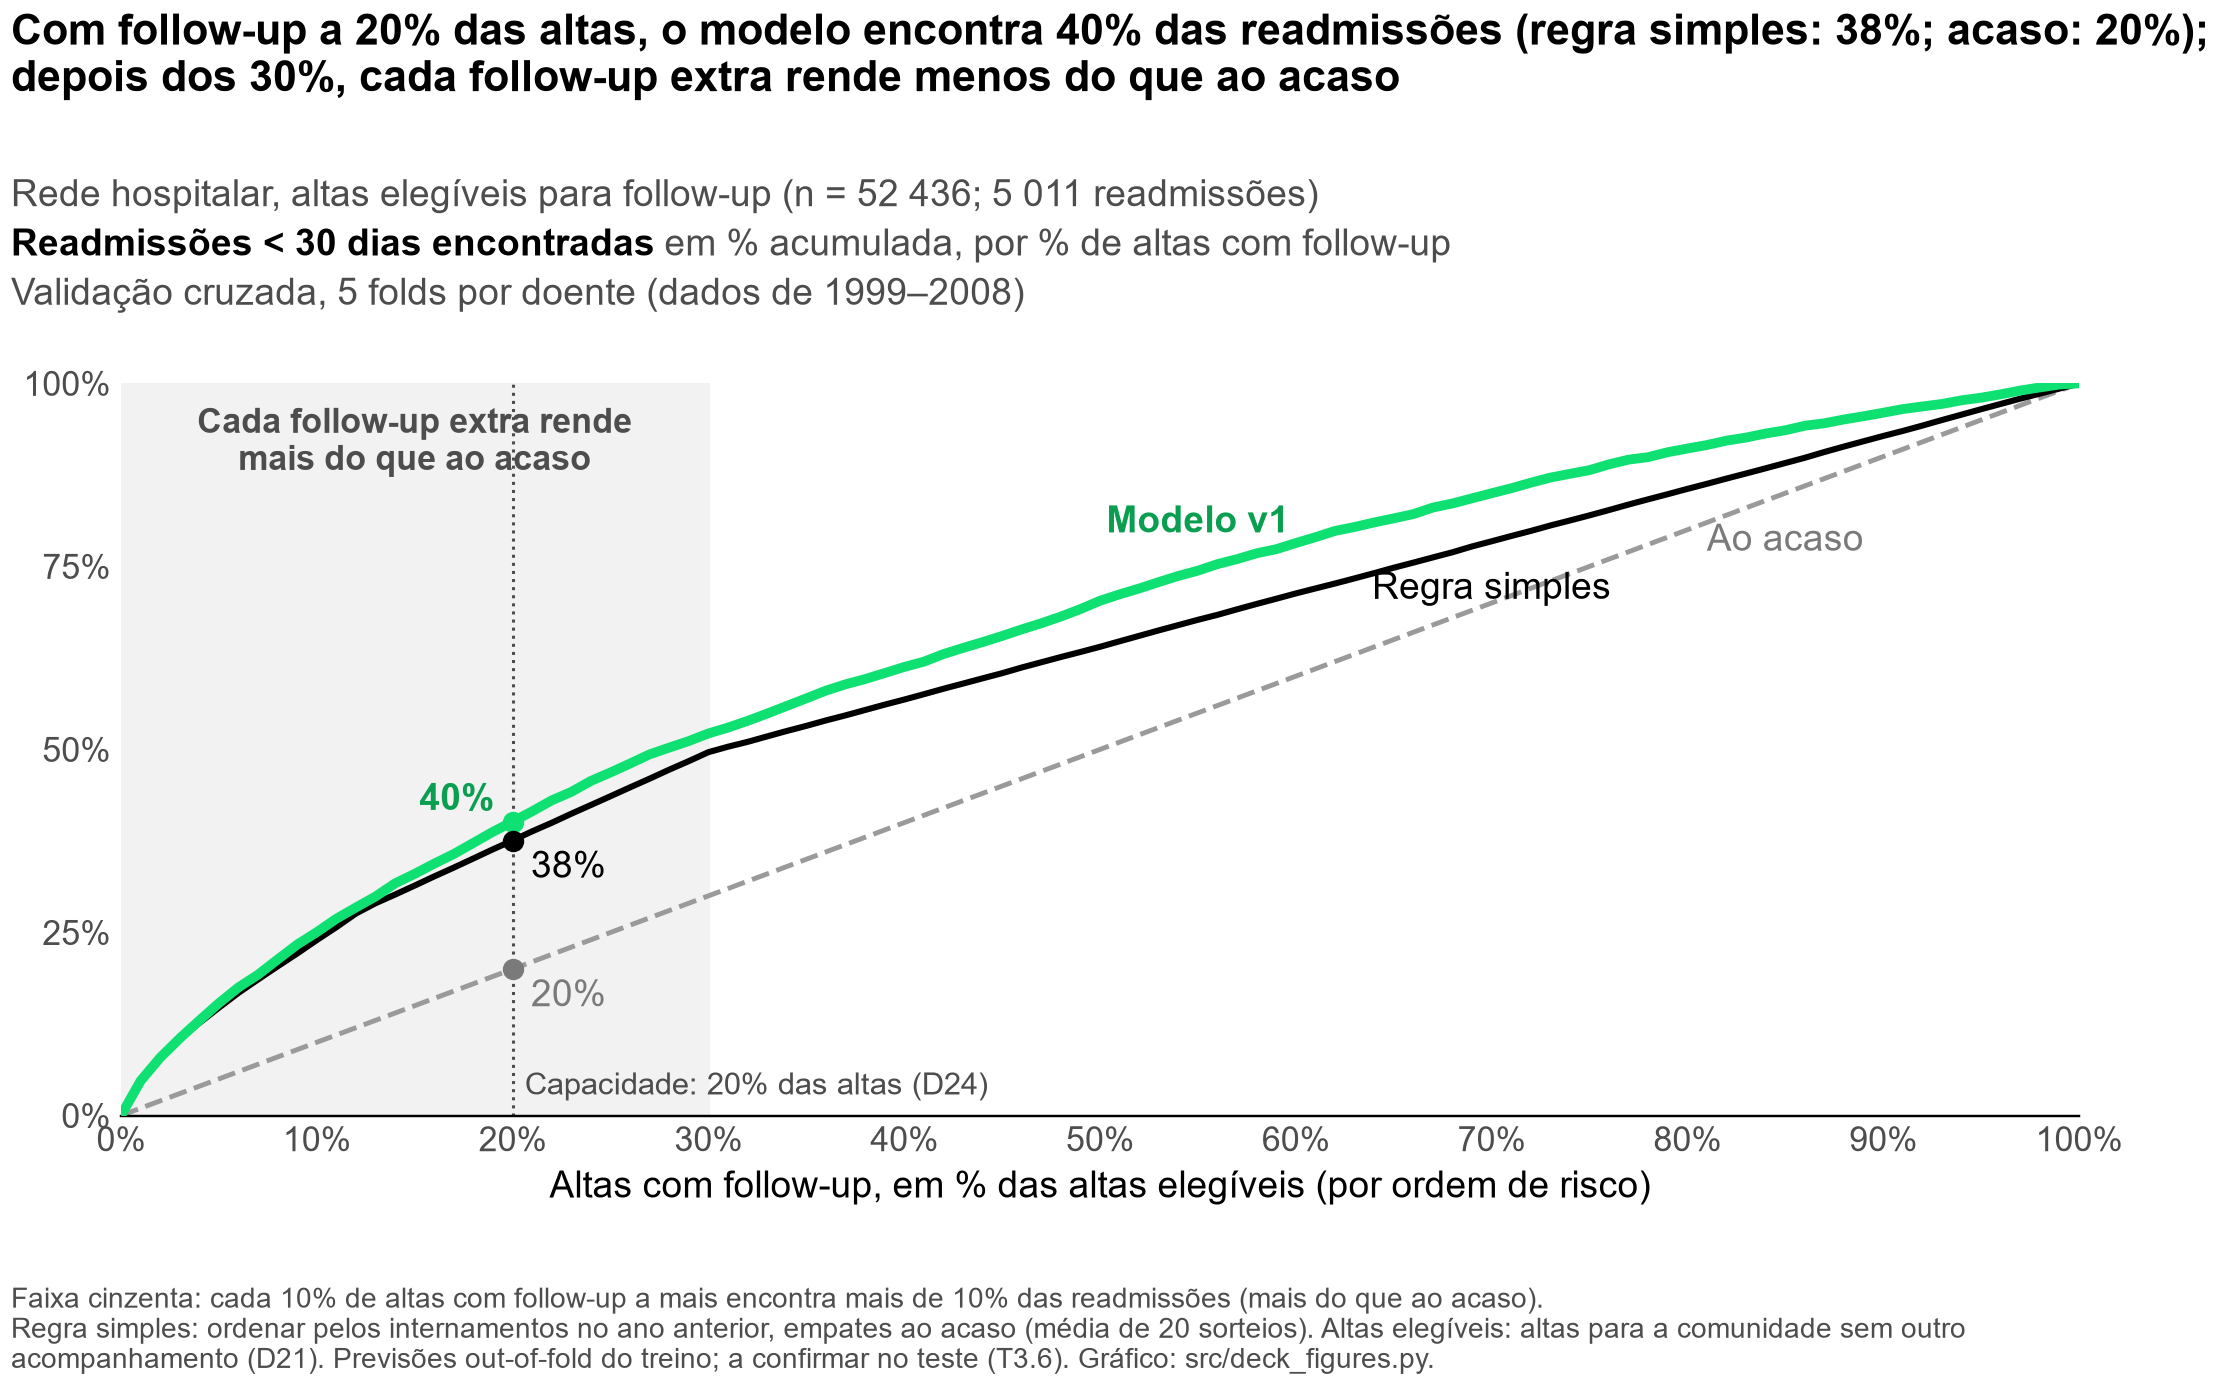 Com follow-up a 20% das altas, o modelo encontra 40% das readmissões (regra simples: 38%; acaso: 20%);
depois dos 30%, cada follow-up extra rende menos do que ao acaso
Rede hospitalar, altas elegíveis para follow-up (n = 52 436; 5 011 readmissões)
Readmissões < 30 dias encontradas em % acumulada, por % de altas com follow-up
Validação cruzada, 5 folds por doente (dados de 1999–2008)
100%
75%
50%
25%
0%
Cada follow-up extra rende
mais do que ao acaso
Modelo v1
Ao acaso
Regra simples
40%
38%
20%
Capacidade: 20% das altas (D24)
0%
10%
20%
30%
40%
50%
60%
70%
80%
90%
100%
Altas com follow-up, em % das altas elegíveis (por ordem de risco)
Faixa cinzenta: cada 10% de altas com follow-up a mais encontra mais de 10% das readmissões (mais do que ao acaso).
Regra simples: ordenar pelos internamentos no ano anterior, empates ao acaso (média de 20 sorteios). Altas elegíveis: altas para a comunidade sem outro
acompanhamento (D21). Previsões out-of-fold do treino; a confirmar no teste (T3.6). Gráfico: src/deck_figures.py.